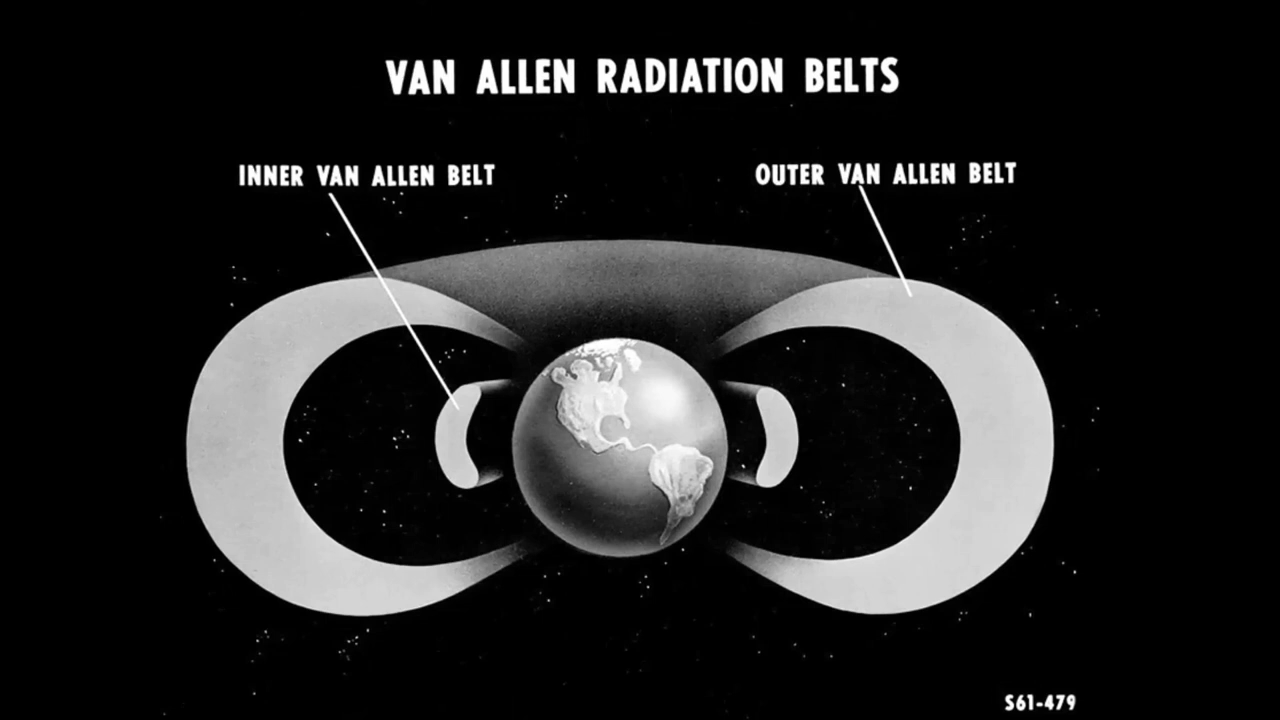 VAN ALLEN RADIATION BELTS
INNER VAN ALLEN BELT
OUTER VAN ALLEN BELT
S61-479